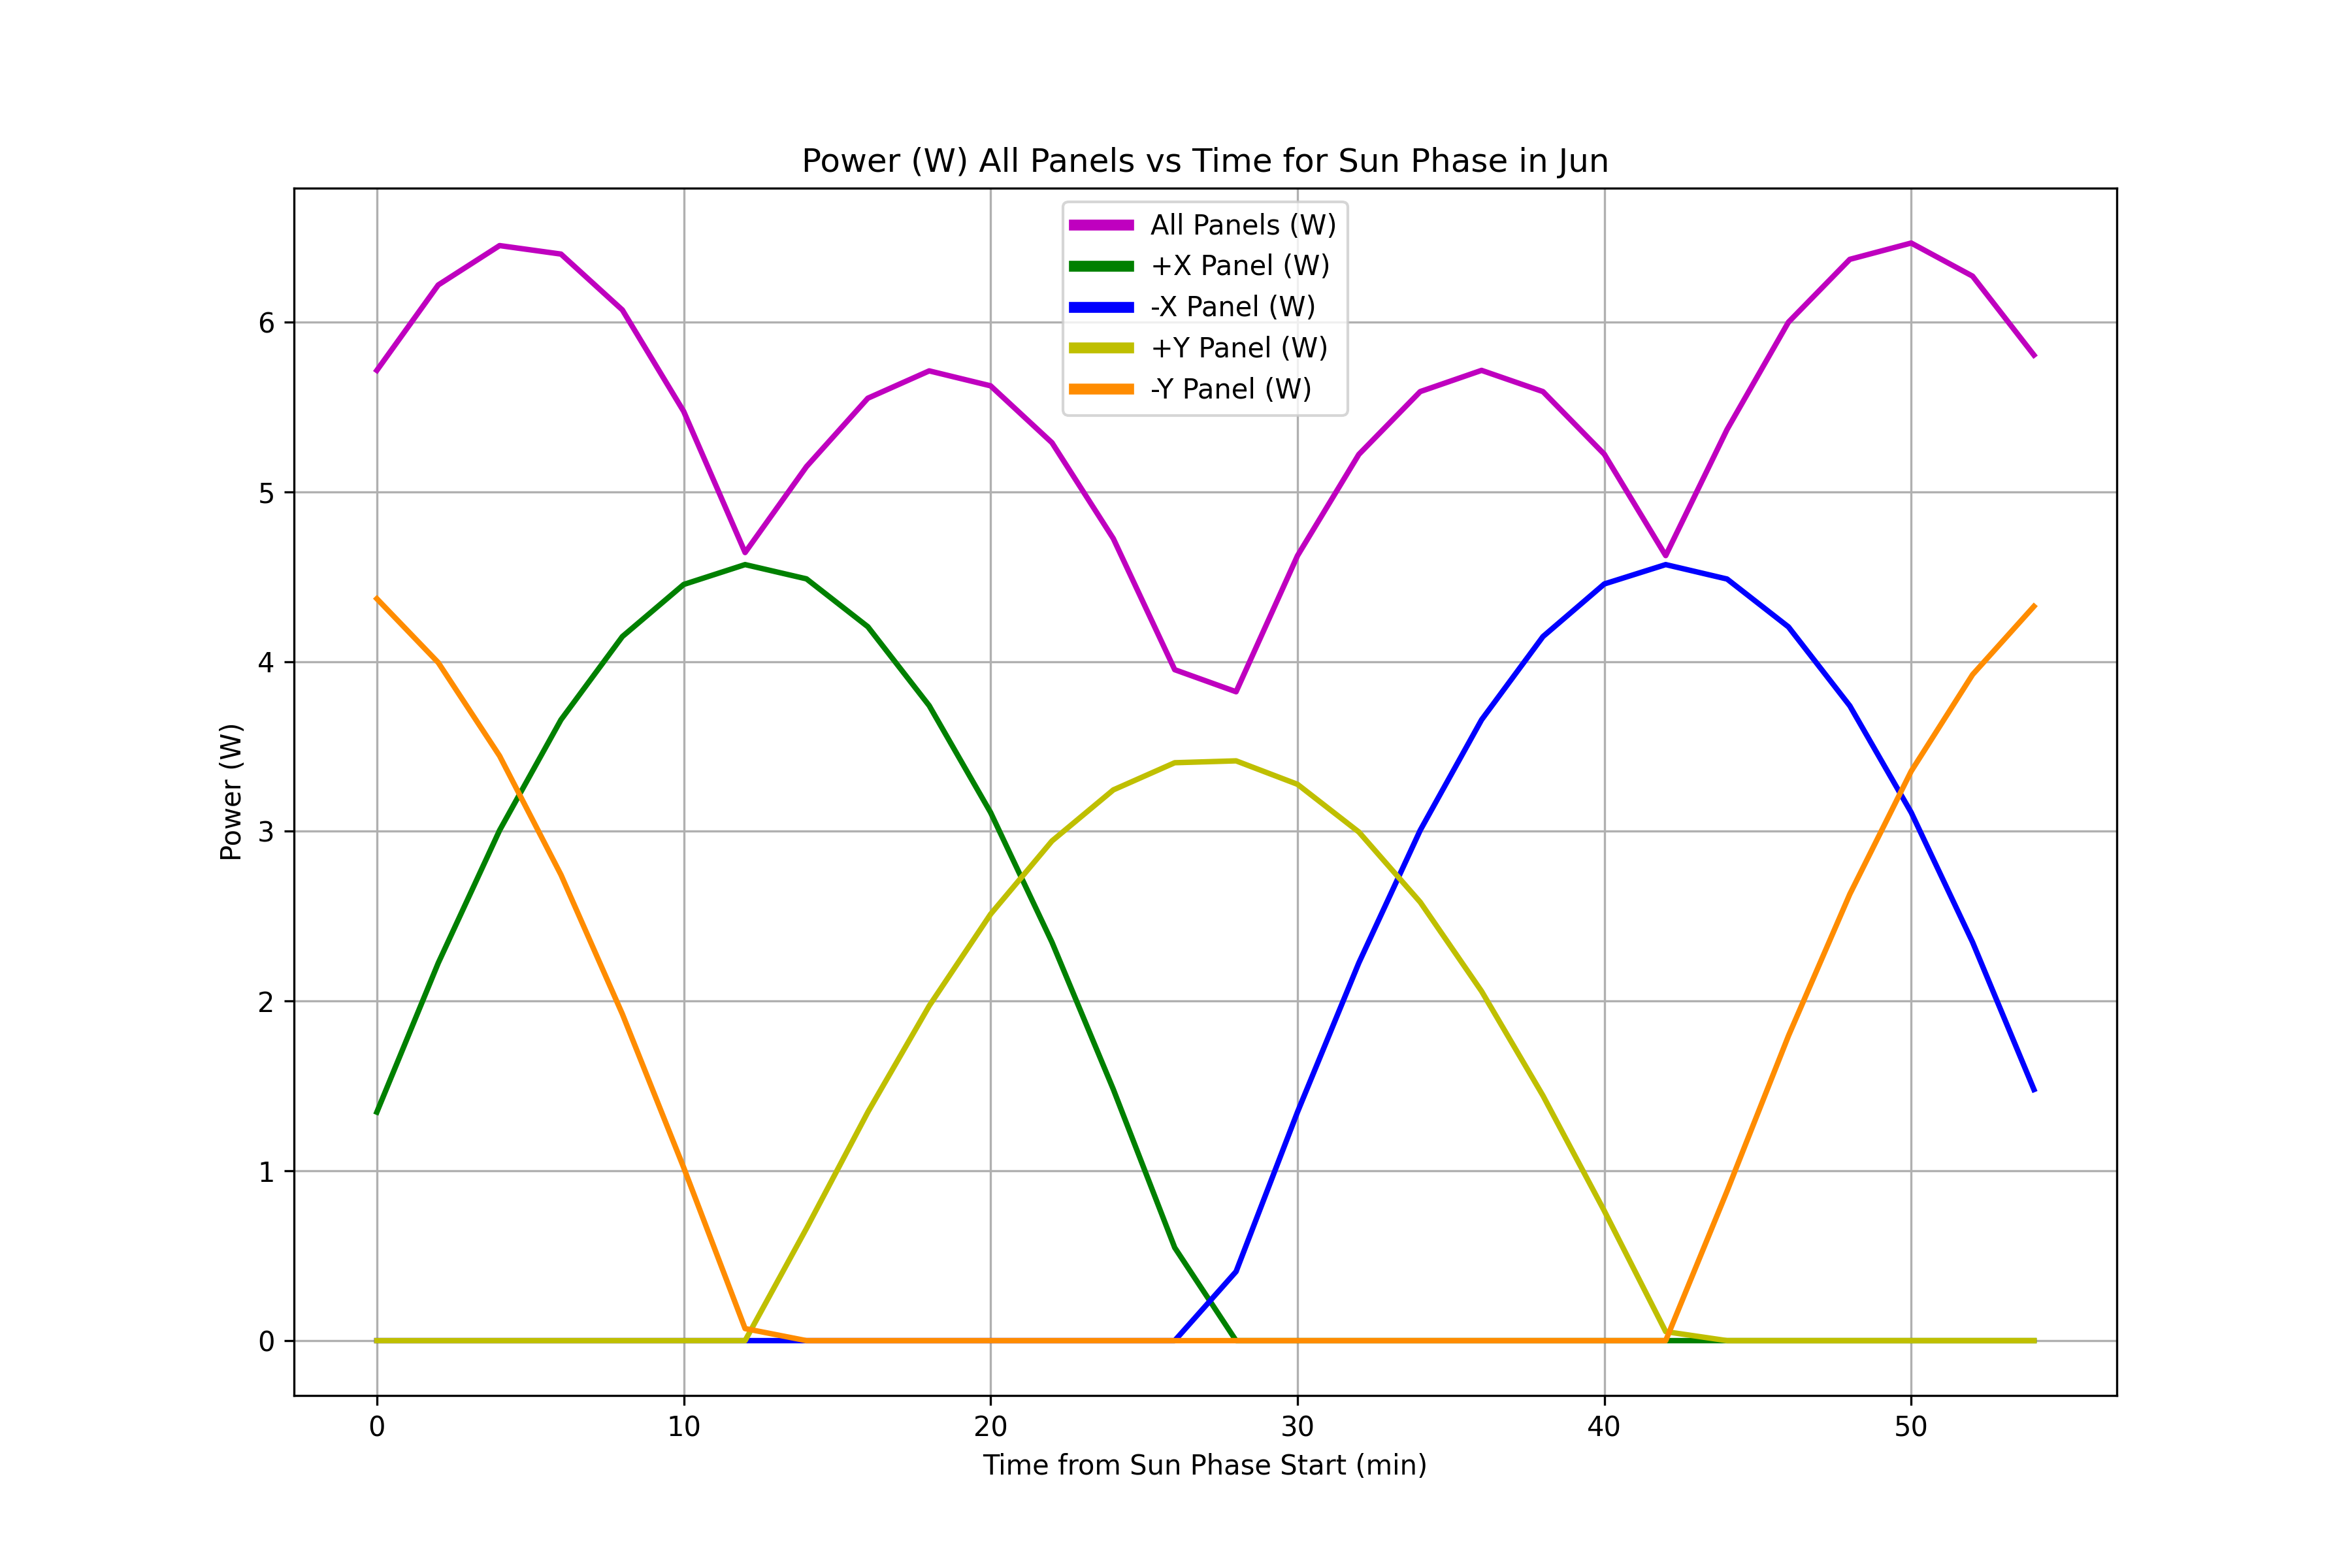 Power (W) All Panels vs Time for Sun Phase in Jun
All Panels (W)
+X Panel (W)
-X Panel (W)
+Y Panel (W)
-Y Panel (W)
6
5
4
3
2
1
0
Power (W)
0 10 20 30 40 50
Time from Sun Phase Start (min)